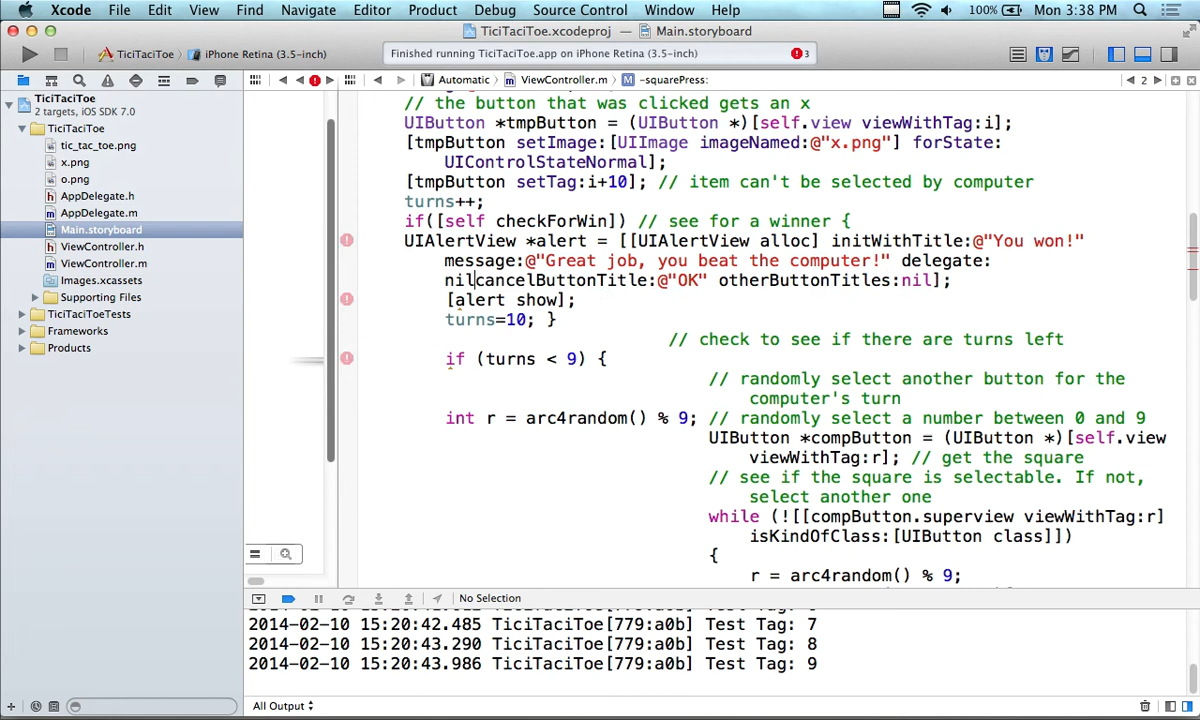 Xcode File Edit View Find Navigate Editor Product Debug Source Control Window Help 100% Mon 3:38 PM
TiciTaciToe.xcodeproj — Main.storyboard
TiciTaciToe iPhone Retina (3.5-inch) Finished running TiciTaciToe.app on iPhone Retina (3.5-inch) 3
Automatic ViewController.m M -squarePress: 2
TiciTaciToe
2 targets, iOS SDK 7.0
TiciTaciToe
tic_tac_toe.png
x.png
o.png
AppDelegate.h
AppDelegate.m
Main.storyboard
ViewController.h
ViewController.m
Images.xcassets
Supporting Files
TiciTaciToeTests
Frameworks
Products
// the button that was clicked gets an x
UIButton *tmpButton = (UIButton *)[self.view viewWithTag:i];
[tmpButton setImage:[UIImage imageNamed:@"x.png"] forState:
UIControlStateNormal];
[tmpButton setTag:i+10]; // item can't be selected by computer
turns++;
if([self checkForWin]) // see for a winner {
UIAlertView *alert = [[UIAlertView alloc] initWithTitle:@"You won!"
message:@"Great job, you beat the computer!" delegate:
nilcancelButtonTitle:@"OK" otherButtonTitles:nil];
[alert show];
turns=10; }
// check to see if there are turns left
if (turns < 9) {
// randomly select another button for the
computer's turn
int r = arc4random() % 9; // randomly select a number between 0 and 9
UIButton *compButton = (UIButton *)[self.view
viewWithTag:r]; // get the square
// see if the square is selectable. If not,
select another one
while (![[compButton.superview viewWithTag:r]
isKindOfClass:[UIButton class]])
{
r = arc4random() % 9;
No Selection
2014-02-10 15:20:42.485 TiciTaciToe[779:a0b] Test Tag: 7
2014-02-10 15:20:43.290 TiciTaciToe[779:a0b] Test Tag: 8
2014-02-10 15:20:43.986 TiciTaciToe[779:a0b] Test Tag: 9
All Output